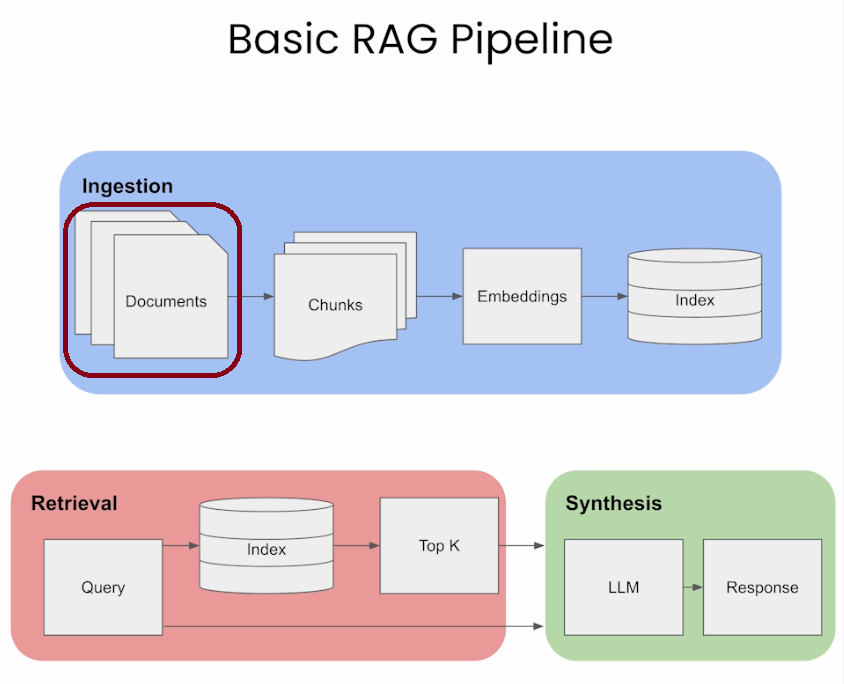 Basic RAG Pipeline
Ingestion
Documents
Chunks
Embeddings
Index
Retrieval
Query
Index
Top K
Synthesis
LLM
Response